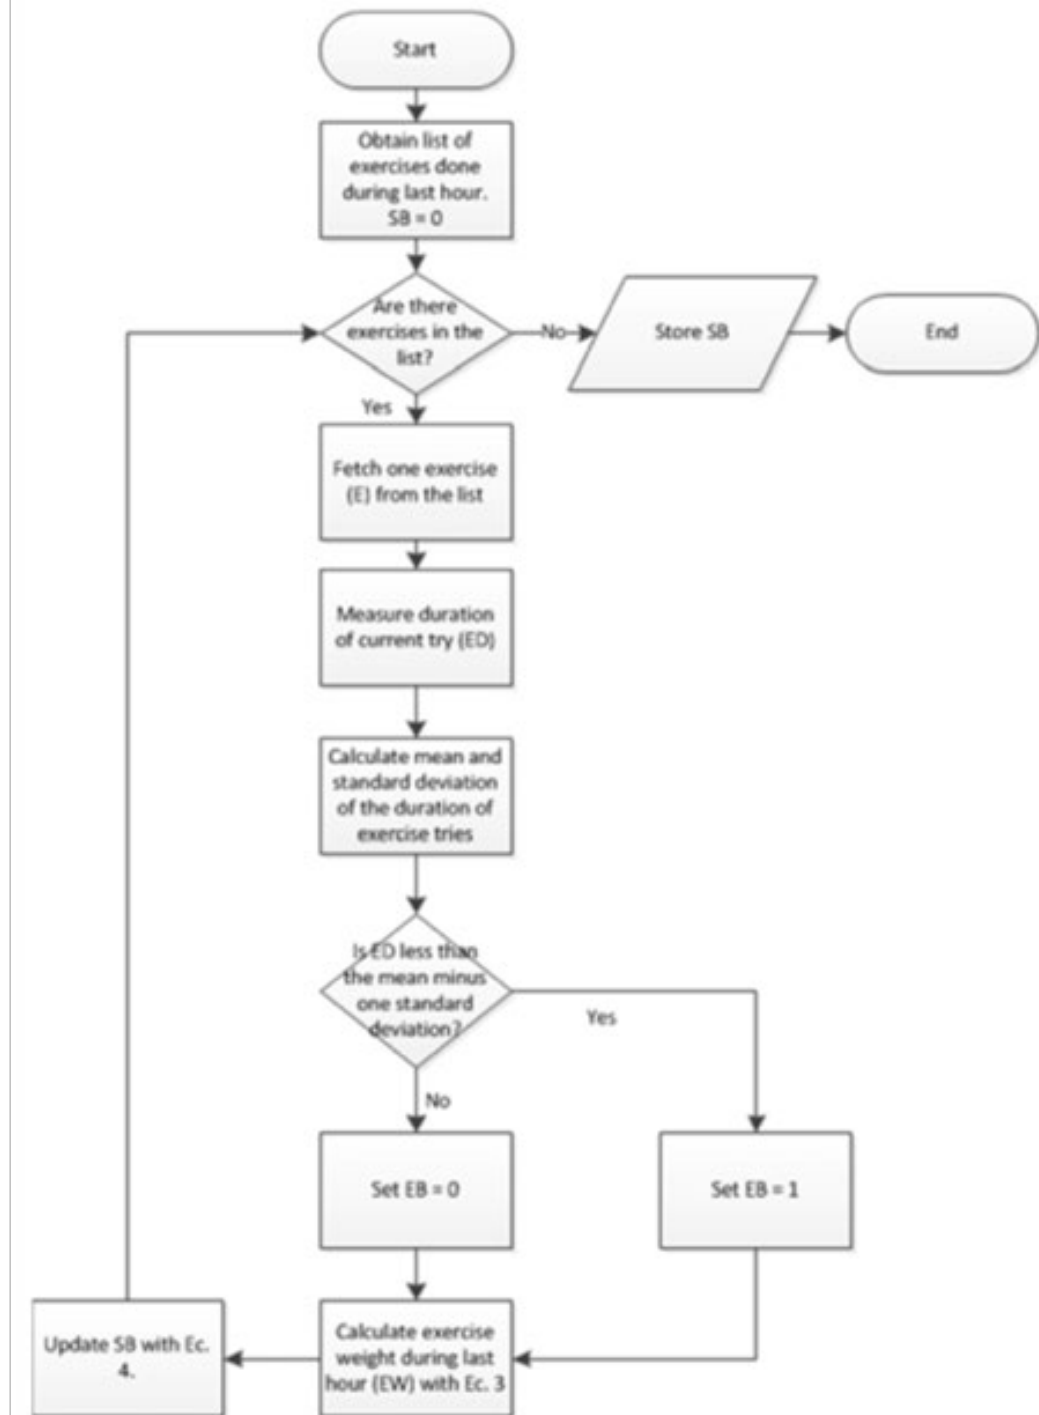 Start
Obtain list of
exercises done
during last hour.
SB = 0
Are there
exercises in the
list?
No
Store SB
End
Yes
Fetch one exercise
(E) from the list
Measure duration
of current try (ED)
Calculate mean and
standard deviation
of the duration of
exercise tries
Is ED less than
the mean minus
one standard
deviation?
Yes
No
Set EB = 0
Set EB = 1
Update SB with Ec.
4.
Calculate exercise
weight during last
hour (EW) with Ec. 3